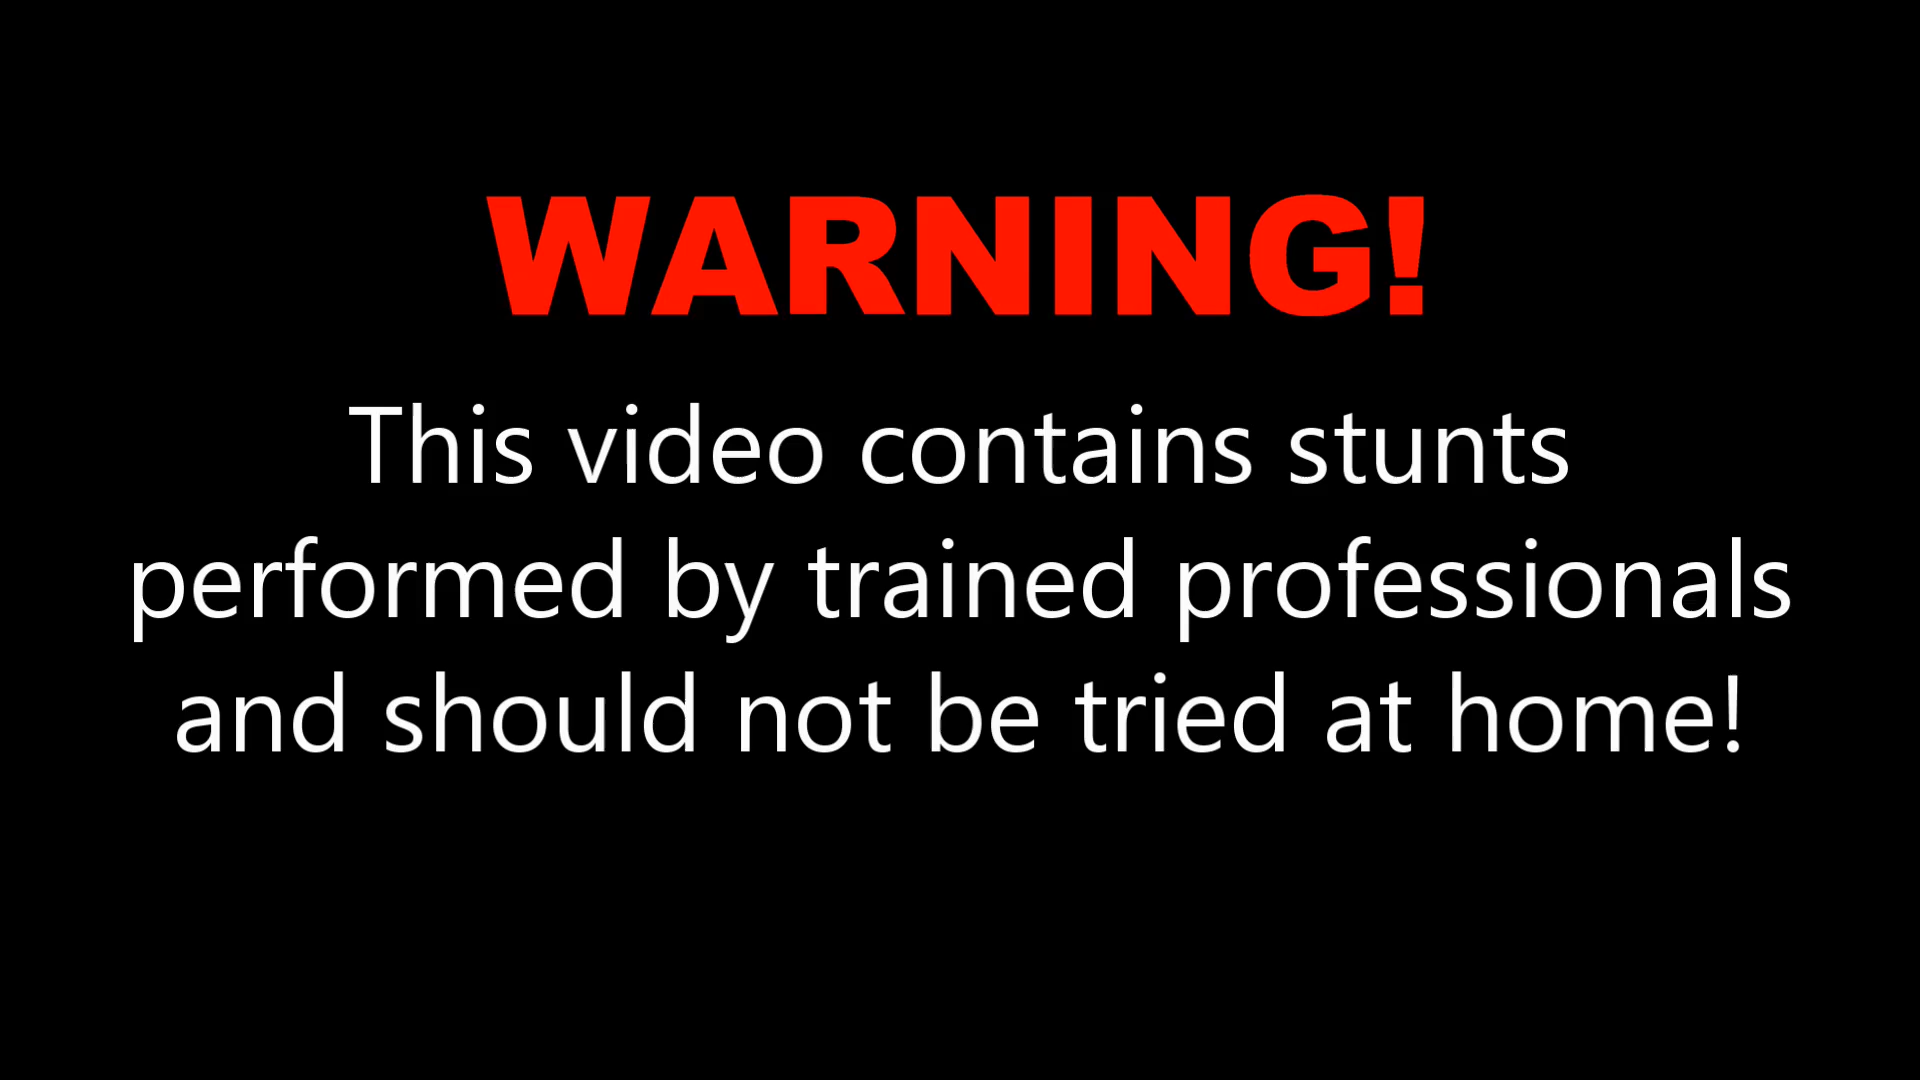 WARNING!
This video contains stunts
performed by trained professionals
and should not be tried at home!